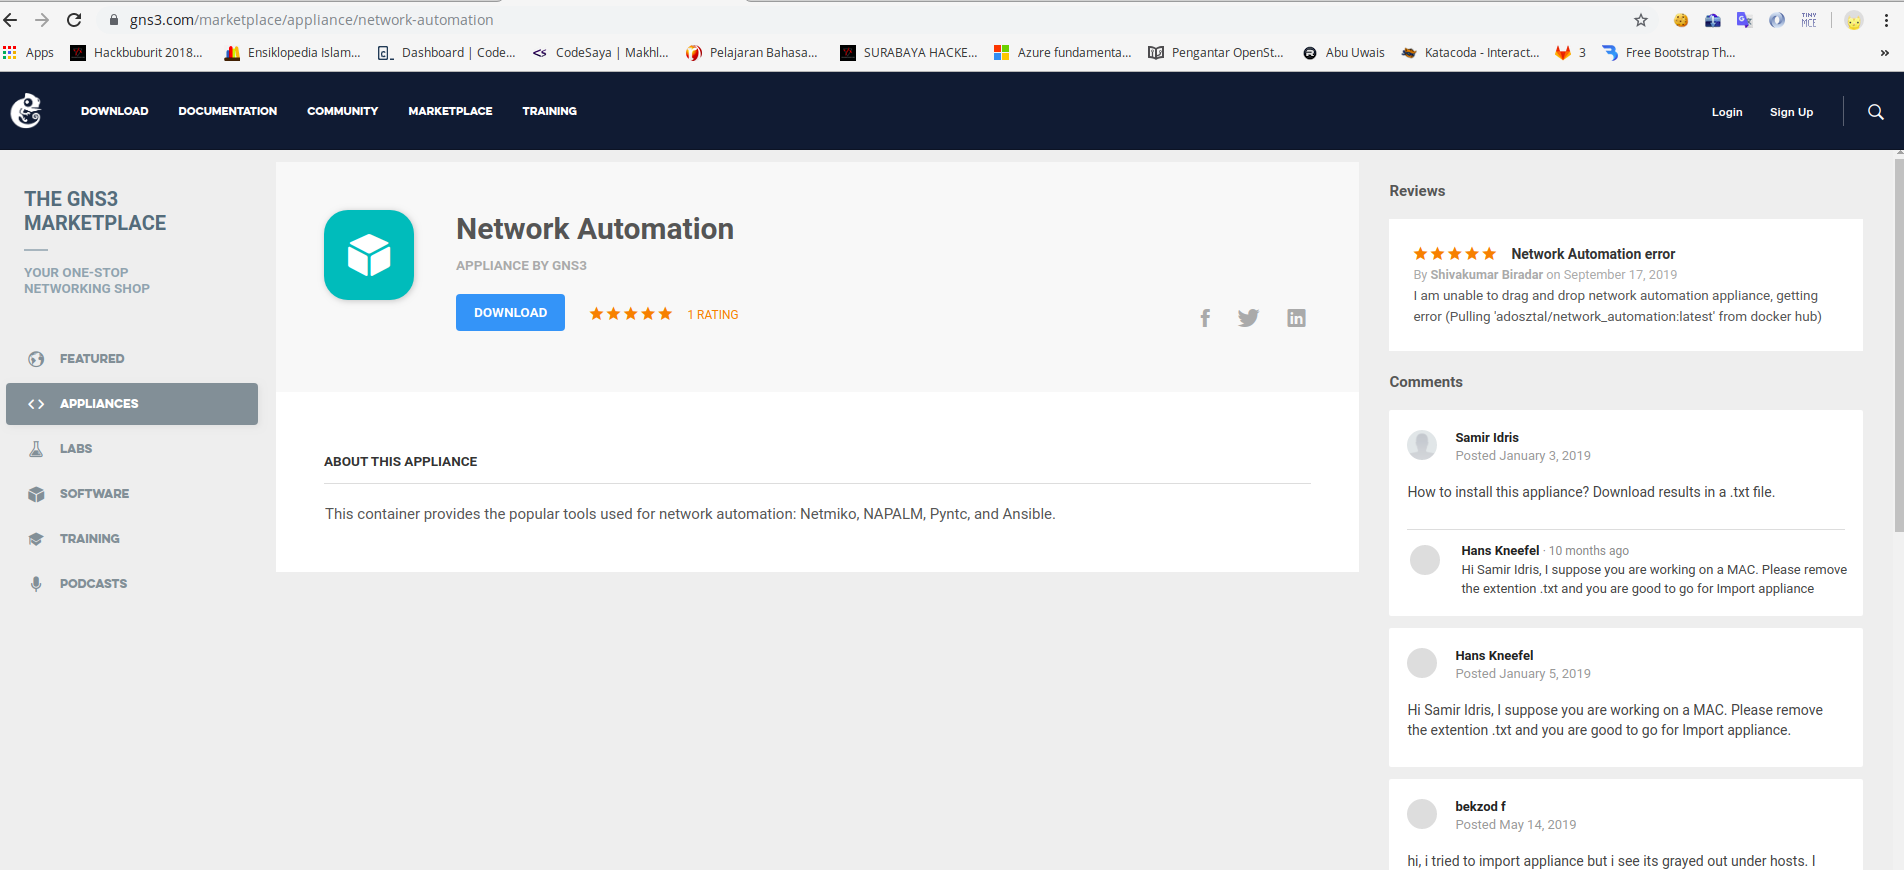 gns3.com/marketplace/appliance/network-automation
Apps
Hackbuburit 2018...
Ensiklopedia Islam...
Dashboard | Code...
CodeSaya | Makhl...
Pelajaran Bahasa...
SURABAYA HACKE...
Azure fundamenta...
Pengantar OpenSt...
Abu Uwais
Katacoda - Interact...
3
Free Bootstrap Th...
»
DOWNLOAD
DOCUMENTATION
COMMUNITY
MARKETPLACE
TRAINING
Login
Sign Up
THE GNS3
MARKETPLACE
YOUR ONE-STOP
NETWORKING SHOP
FEATURED
APPLIANCES
LABS
SOFTWARE
TRAINING
PODCASTS
Network Automation
APPLIANCE BY GNS3
DOWNLOAD
1 RATING
ABOUT THIS APPLIANCE
This container provides the popular tools used for network automation: Netmiko, NAPALM, Pyntc, and Ansible.
Reviews
Network Automation error
By Shivakumar Biradar on September 17, 2019
I am unable to drag and drop network automation appliance, getting
error (Pulling 'adosztal/network_automation:latest' from docker hub)
Comments
Samir Idris
Posted January 3, 2019
How to install this appliance? Download results in a .txt file.
Hans Kneefel · 10 months ago
Hi Samir Idris, I suppose you are working on a MAC. Please remove
the extention .txt and you are good to go for Import appliance
Hans Kneefel
Posted January 5, 2019
Hi Samir Idris, I suppose you are working on a MAC. Please remove
the extention .txt and you are good to go for Import appliance.
bekzod f
Posted May 14, 2019
hi, i tried to import appliance but i see its grayed out under hosts. I